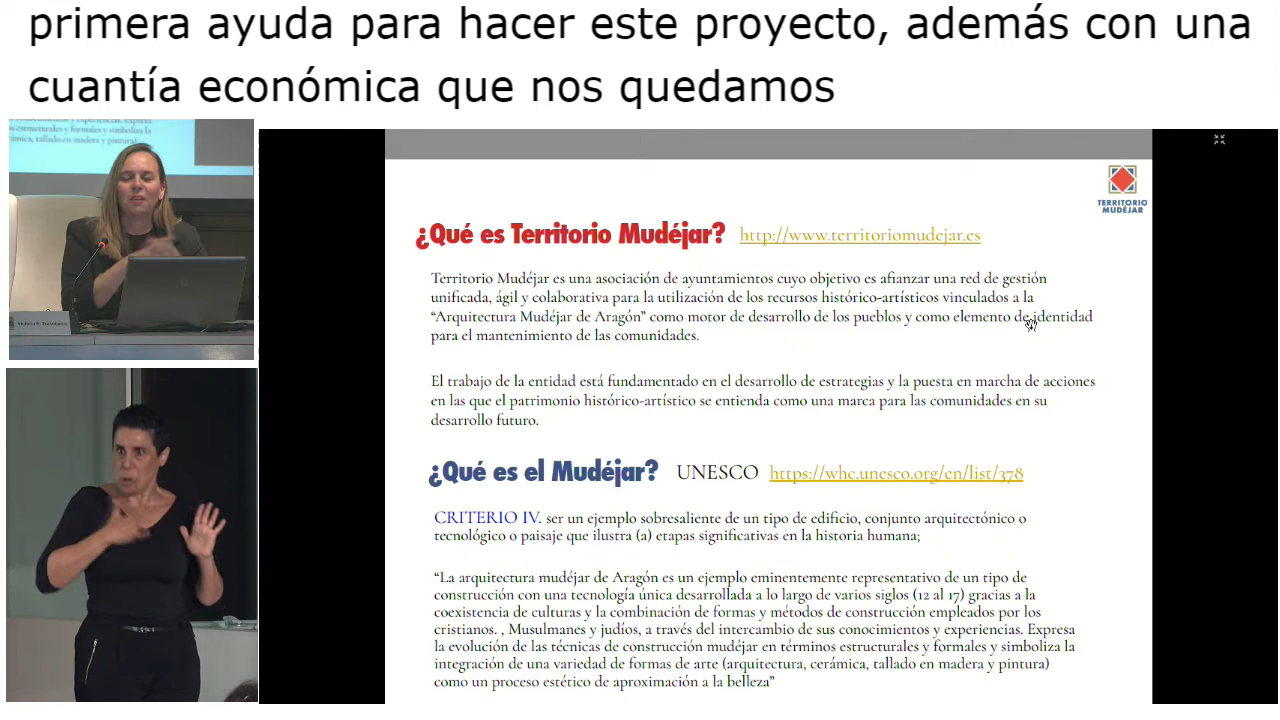 primera ayuda para hacer este proyecto, además con una
cuantía económica que nos quedamos
TERRITORIO
MUDÉJAR
¿Qué es Territorio Mudéjar? http://www.territoriomudejar.es
Territorio Mudéjar es una asociación de ayuntamientos cuyo objetivo es afianzar una red de gestión
unificada, ágil y colaborativa para la utilización de los recursos histórico-artísticos vinculados a la
“Arquitectura Mudéjar de Aragón” como motor de desarrollo de los pueblos y como elemento de identidad
para el mantenimiento de las comunidades.
El trabajo de la entidad está fundamentado en el desarrollo de estrategias y la puesta en marcha de acciones
en las que el patrimonio histórico-artístico se entienda como una marca para las comunidades en su
desarrollo futuro.
¿Qué es el Mudéjar? UNESCO https://whc.unesco.org/en/list/378
CRITERIO IV. ser un ejemplo sobresaliente de un tipo de edificio, conjunto arquitectónico o
tecnológico o paisaje que ilustra (a) etapas significativas en la historia humana;
“La arquitectura mudéjar de Aragón es un ejemplo eminentemente representativo de un tipo de
construcción con una tecnología única desarrollada a lo largo de varios siglos (12 al 17) gracias a la
coexistencia de culturas y la combinación de formas y métodos de construcción empleados por los
cristianos. , Musulmanes y judíos, a través del intercambio de sus conocimientos y experiencias. Expresa
la evolución de las técnicas de construcción mudéjar en términos estructurales y formales y simboliza la
integración de una variedad de formas de arte (arquitectura, cerámica, tallado en madera y pintura)
como un proceso estético de aproximación a la belleza”
estructurales y formales y simboliza la
tallado en madera y pintura)